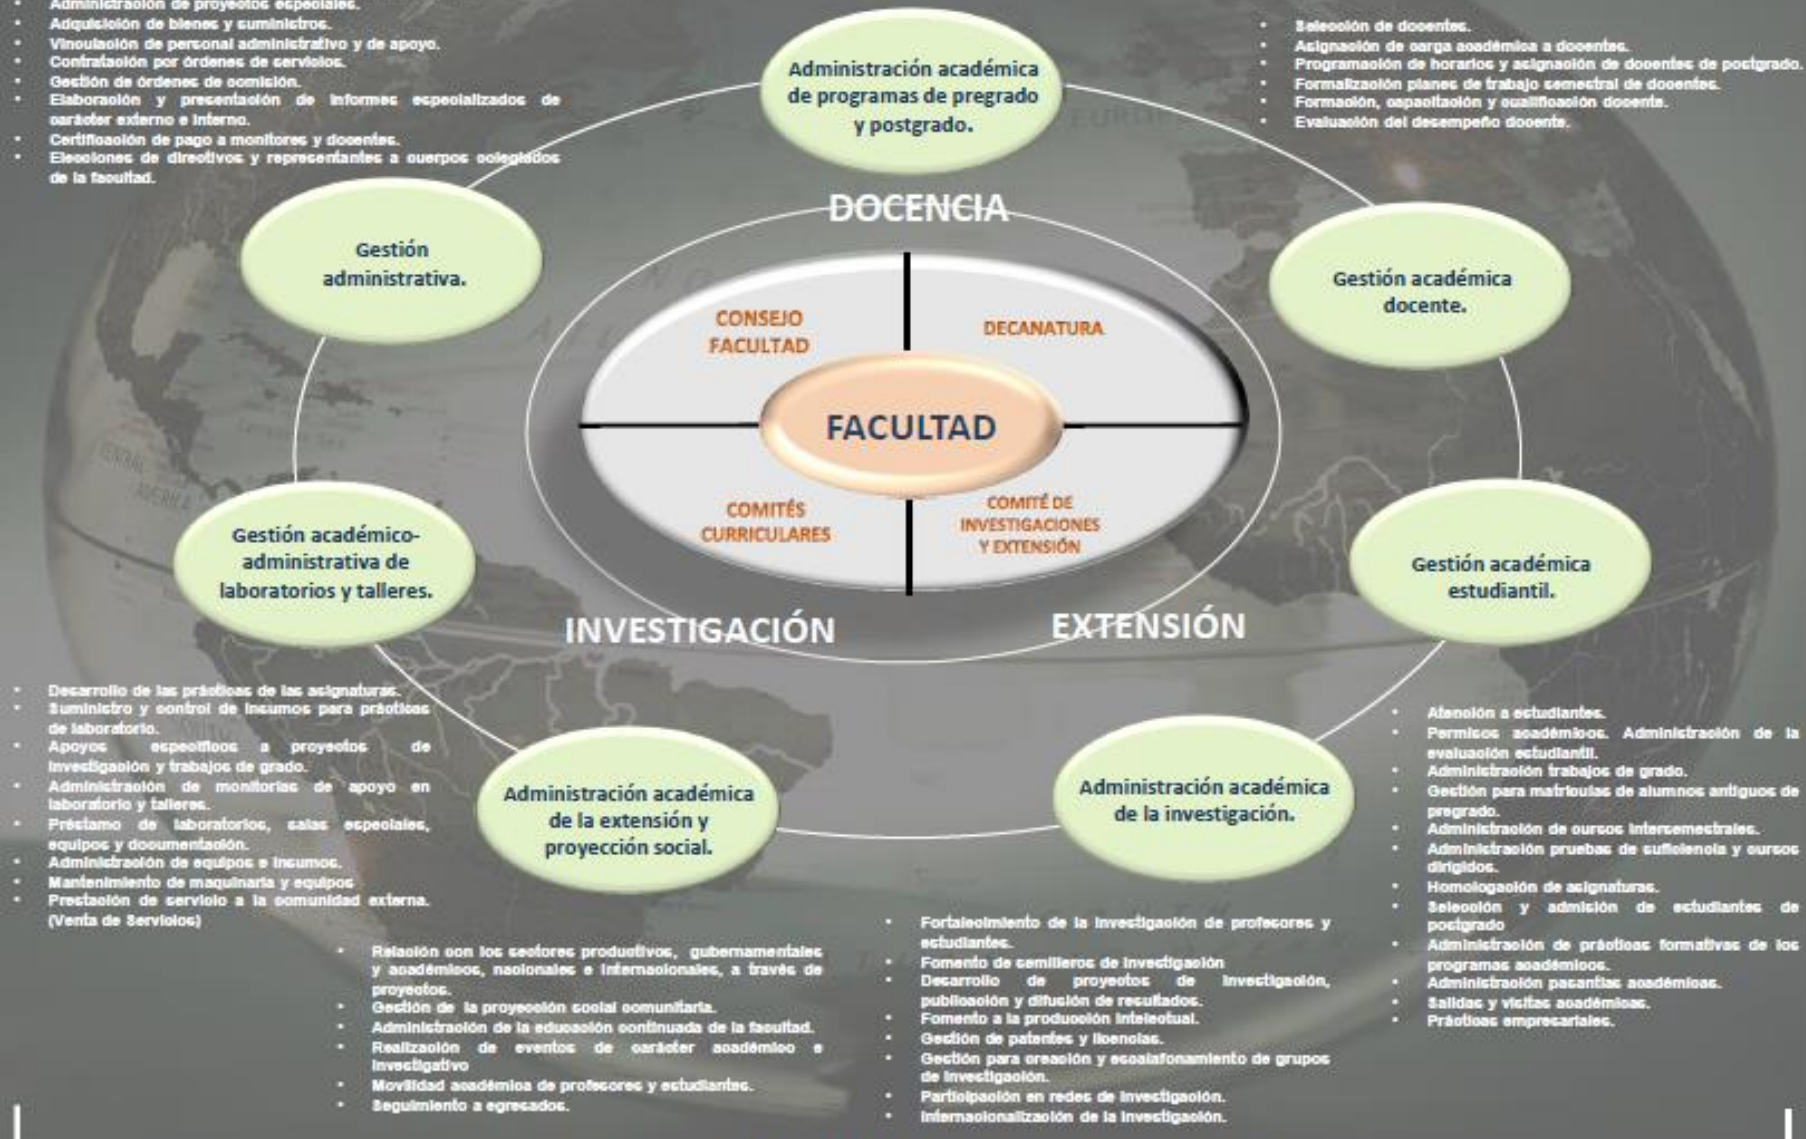 Administración de proyectos especiales.
Adquisición de bienes y suministros.
Vinculación de personal administrativo y de apoyo.
Contratación por órdenes de servicios.
Gestión de órdenes de comisión.
Elaboración y presentación de informes especializados de
carácter externo e interno.
Certificación de pago a monitores y docentes.
Elecciones de directivos y representantes a cuerpos colegiados
de la facultad.
Administración académica
de programas de pregrado
y postgrado.
Selección de docentes.
Asignación de carga académica a docentes.
Programación de horarios y asignación de docentes de postgrado.
Formalización planes de trabajo semestral de docentes.
Formación, capacitación y cualificación docente.
Evaluación del desempeño docente.
DOCENCIA
Gestión
administrativa.
Gestión académica
docente.
CONSEJO
FACULTAD
DECANATURA
FACULTAD
COMITÉS
CURRICULARES
COMITÉ DE
INVESTIGACIONES
Y EXTENSIÓN
CENTRAL
AMERICA
Gestión académico-
administrativa de
laboratorios y talleres.
Gestión académica
estudiantil.
INVESTIGACIÓN
EXTENSIÓN
Desarrollo de las prácticas de las asignaturas.
Suministro y control de insumos para prácticas
de laboratorio.
Apoyos específicos a proyectos de
investigación y trabajos de grado.
Administración de monitorias de apoyo en
laboratorio y talleres.
Préstamo de laboratorios, salas especiales,
equipos y documentación.
Administración de equipos e insumos.
Mantenimiento de maquinaria y equipos
Prestación de servicio a la comunidad externa.
(Venta de Servicios)
Administración académica
de la extensión y
proyección social.
Administración académica
de la investigación.
Atención a estudiantes.
Permisos académicos. Administración de la
evaluación estudiantil.
Administración trabajos de grado.
Gestión para matrículas de alumnos antiguos de
pregrado.
Administración de cursos intersemestrales.
Administración pruebas de suficiencia y cursos
dirigidos.
Homologación de asignaturas.
Selección y admisión de estudiantes de
postgrado
Administración de prácticas formativas de los
programas académicos.
Administración pasantías académicas.
Salidas y visitas académicas.
Prácticas empresariales.
Relación con los sectores productivos, gubernamentales
y académicos, nacionales e internacionales, a través de
proyectos.
Gestión de la proyección social comunitaria.
Administración de la educación continuada de la facultad.
Realización de eventos de carácter académico e
investigativo
Movilidad académica de profesores y estudiantes.
Seguimiento a egresados.
Fortalecimiento de la investigación de profesores y
estudiantes.
Fomento de semilleros de investigación
Desarrollo de proyectos de investigación,
publicación y difusión de resultados.
Fomento a la producción intelectual.
Gestión de patentes y licencias.
Gestión para creación y escalafonamiento de grupos
de investigación.
Participación en redes de investigación.
Internacionalización de la investigación.